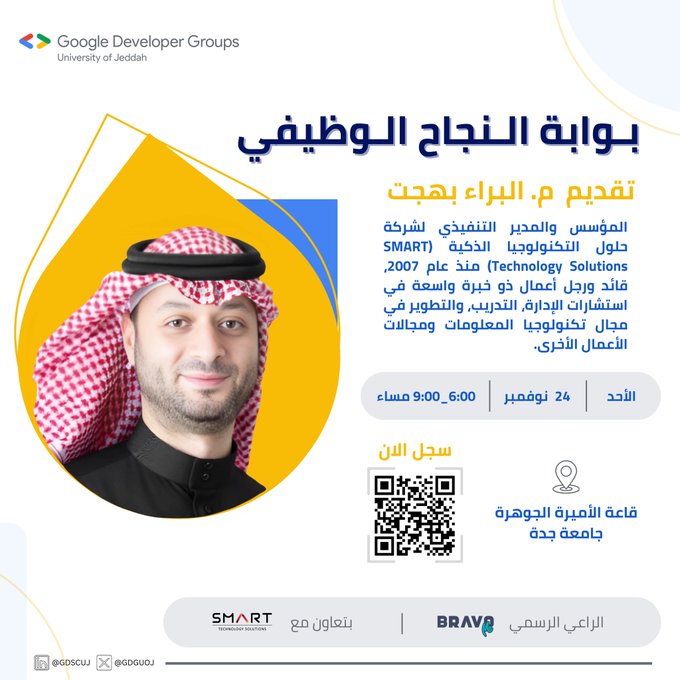 Google Developer Groups
University of Jeddah
بوابة النجاح الوظيفي
تقديم م. البراء بهجت
المؤسس والمدير التنفيذي لشركة
حلول التكنولوجيا الذكية (SMART
Technology Solutions) منذ عام 2007,
قائد ورجل أعمال ذو خبرة واسعة في
استشارات الإدارة, التدريب, والتطوير في
مجال تكنولوجيا المعلومات ومجالات
الأعمال الأخرى.
الأحد | 24 نوفمبر | 6:00_9:00 مساء
سجل الان
قاعة الأميرة الجوهرة
جامعة جدة
الراعي الرسمي BRAVO | بتعاون مع SMART
TECHNOLOGY SOLUTIONS
@GDSCUJ @GDGUOJ